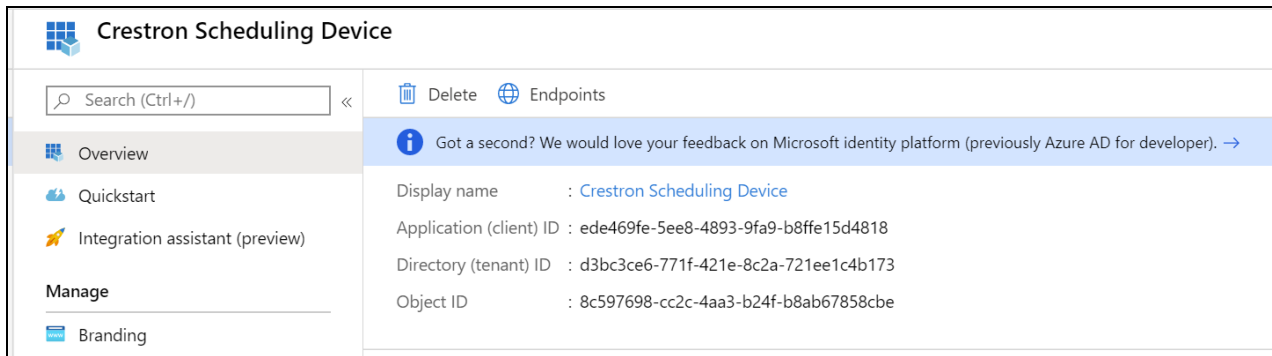 Crestron Scheduling Device
Search (Ctrl+/)
«
Overview
Quickstart
Integration assistant (preview)
Manage
Branding
Delete Endpoints
Got a second? We would love your feedback on Microsoft identity platform (previously Azure AD for developer). →
Display name : Crestron Scheduling Device
Application (client) ID : ede469fe-5ee8-4893-9fa9-b8ffe15d4818
Directory (tenant) ID : d3bc3ce6-771f-421e-8c2a-721ee1c4b173
Object ID : 8c597698-cc2c-4aa3-b24f-b8ab67858cbe